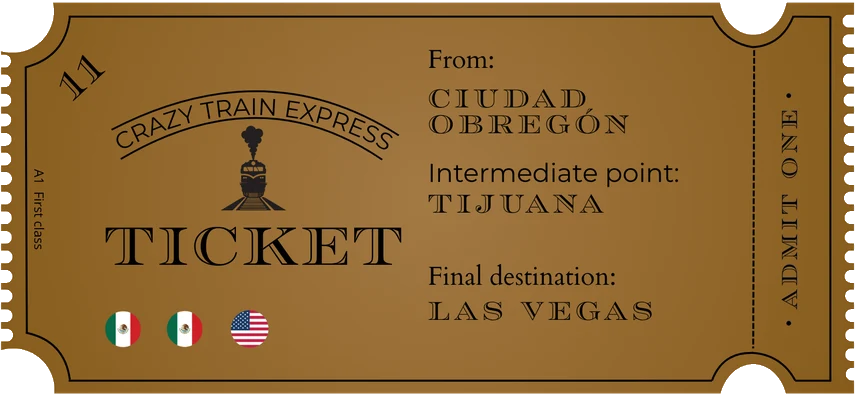 11
CRAZY TRAIN EXPRESS
TICKET
A1 First class
From:
CIUDAD
OBREGÓN
Intermediate point:
TIJUANA
Final destination:
LAS VEGAS
• ADMIT ONE •